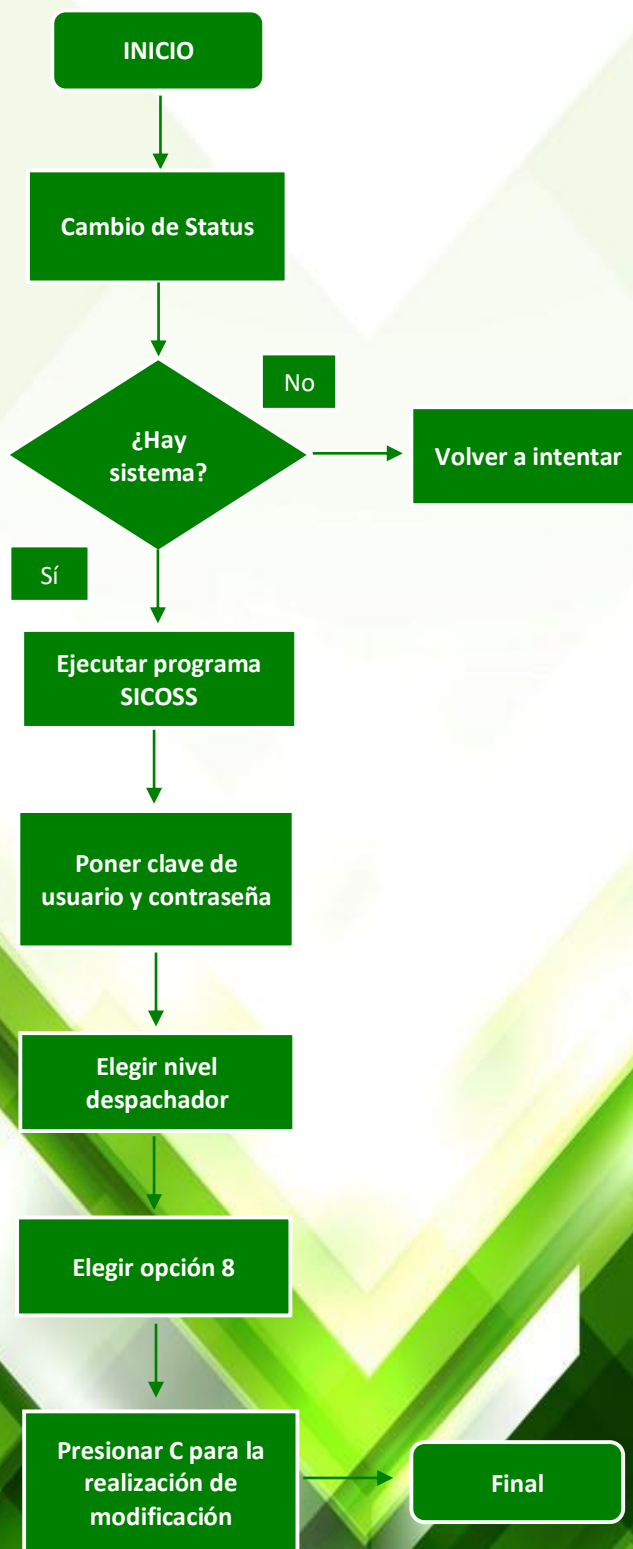 INICIO
Cambio de Status
No
¿Hay
sistema?
Volver a intentar
Sí
Ejecutar programa
SICOSS
Poner clave de
usuario y contraseña
Elegir nivel
despachador
Elegir opción 8
Presionar C para la
realización de
modificación
Final